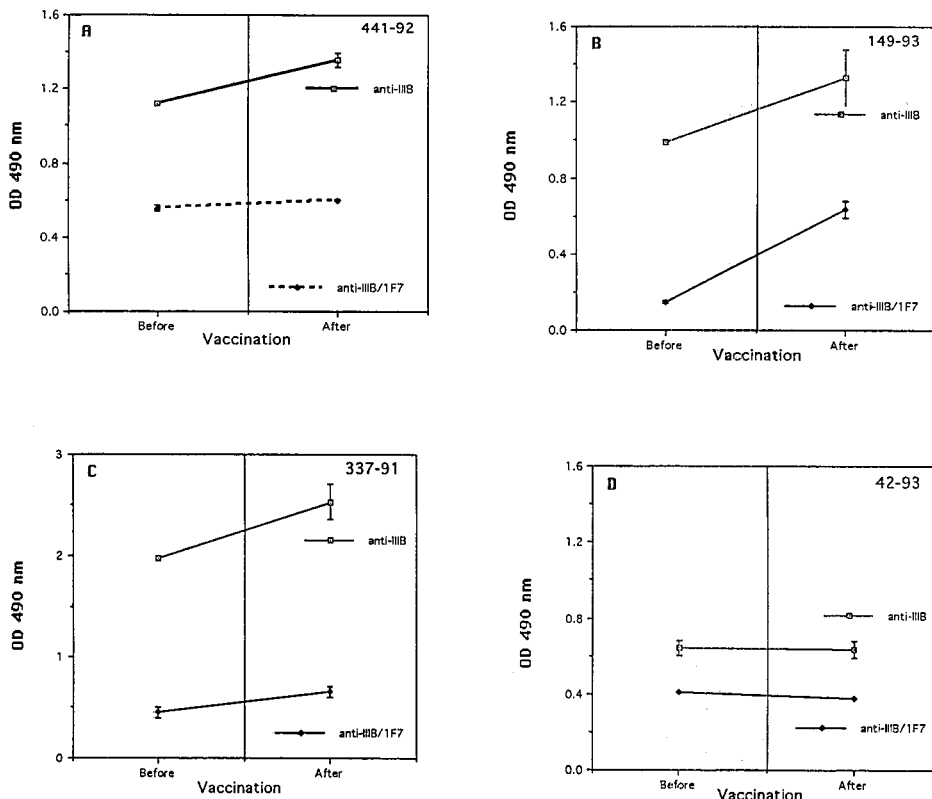 A
441-92
1.6
1.2
0.8
0.4
0.0
OD 490 nm
anti-IIIB
anti-IIIB/1F7
Before
After
Vaccination
B
149-93
1.6
1.2
0.8
0.4
0.0
OD 490 nm
anti-IIIB
anti-IIIB/1F7
Before
After
Vaccination
C
337-91
3
2
1
0
OD 490 nm
anti-IIIB
anti-IIIB/1F7
Before
After
Vaccination
D
42-93
1.6
1.2
0.8
0.4
0.0
OD 490 nm
anti-IIIB
anti-IIIB/1F7
Before
After
Vaccination